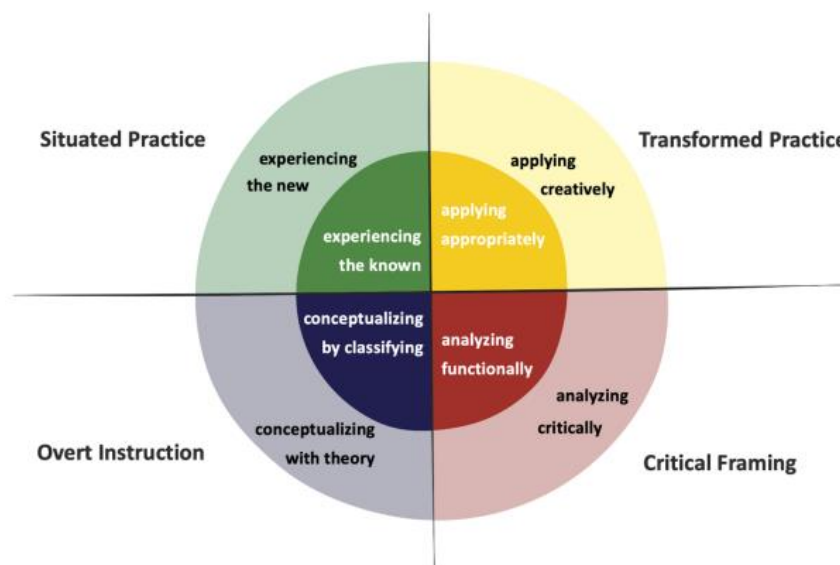 Situated Practice
experiencing
the new
experiencing
the known
Transformed Practice
applying
creatively
applying
appropriately
conceptualizing
by classifying
conceptualizing
with theory
Overt Instruction
analyzing
functionally
analyzing
critically
Critical Framing